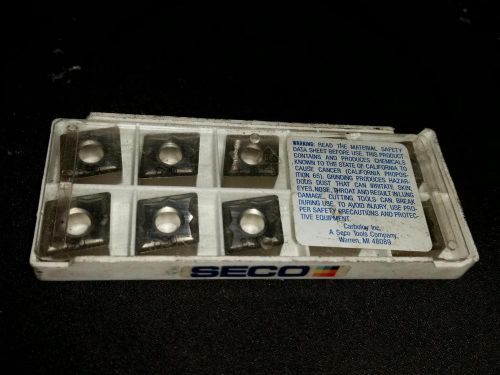 WARNING: READ THE MATERIAL SAFETY
DATA SHEET BEFORE USE. THIS PRODUCT
CONTAINS AND PRODUCES CHEMICALS
KNOWN TO THE STATE OF CALIFORNIA TO
CAUSE CANCER (CALIFORNIA PROPOS-
ITION 65). GRINDING PRODUCES HAZAR-
DOUS DUST THAT CAN IRRITATE SKIN,
EYES, NOSE, THROAT AND RESULT IN LUNG
DAMAGE. CUTTING TOOLS CAN BREAK
DURING USE. TO AVOID INJURY, USE PRO-
PER SAFETY PRECAUTIONS AND PROTEC-
TIVE EQUIPMENT.
Carboloy Inc.
A Seco Tools Company
Warren, MI 48089
SECO